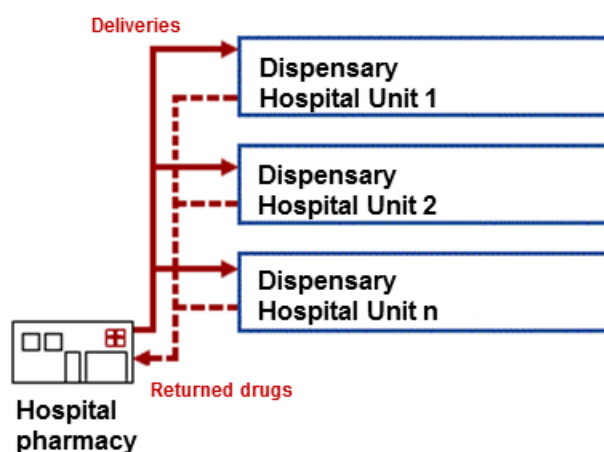 Deliveries
Dispensary
Hospital Unit 1
Dispensary
Hospital Unit 2
Dispensary
Hospital Unit n
Returned drugs
Hospital
pharmacy